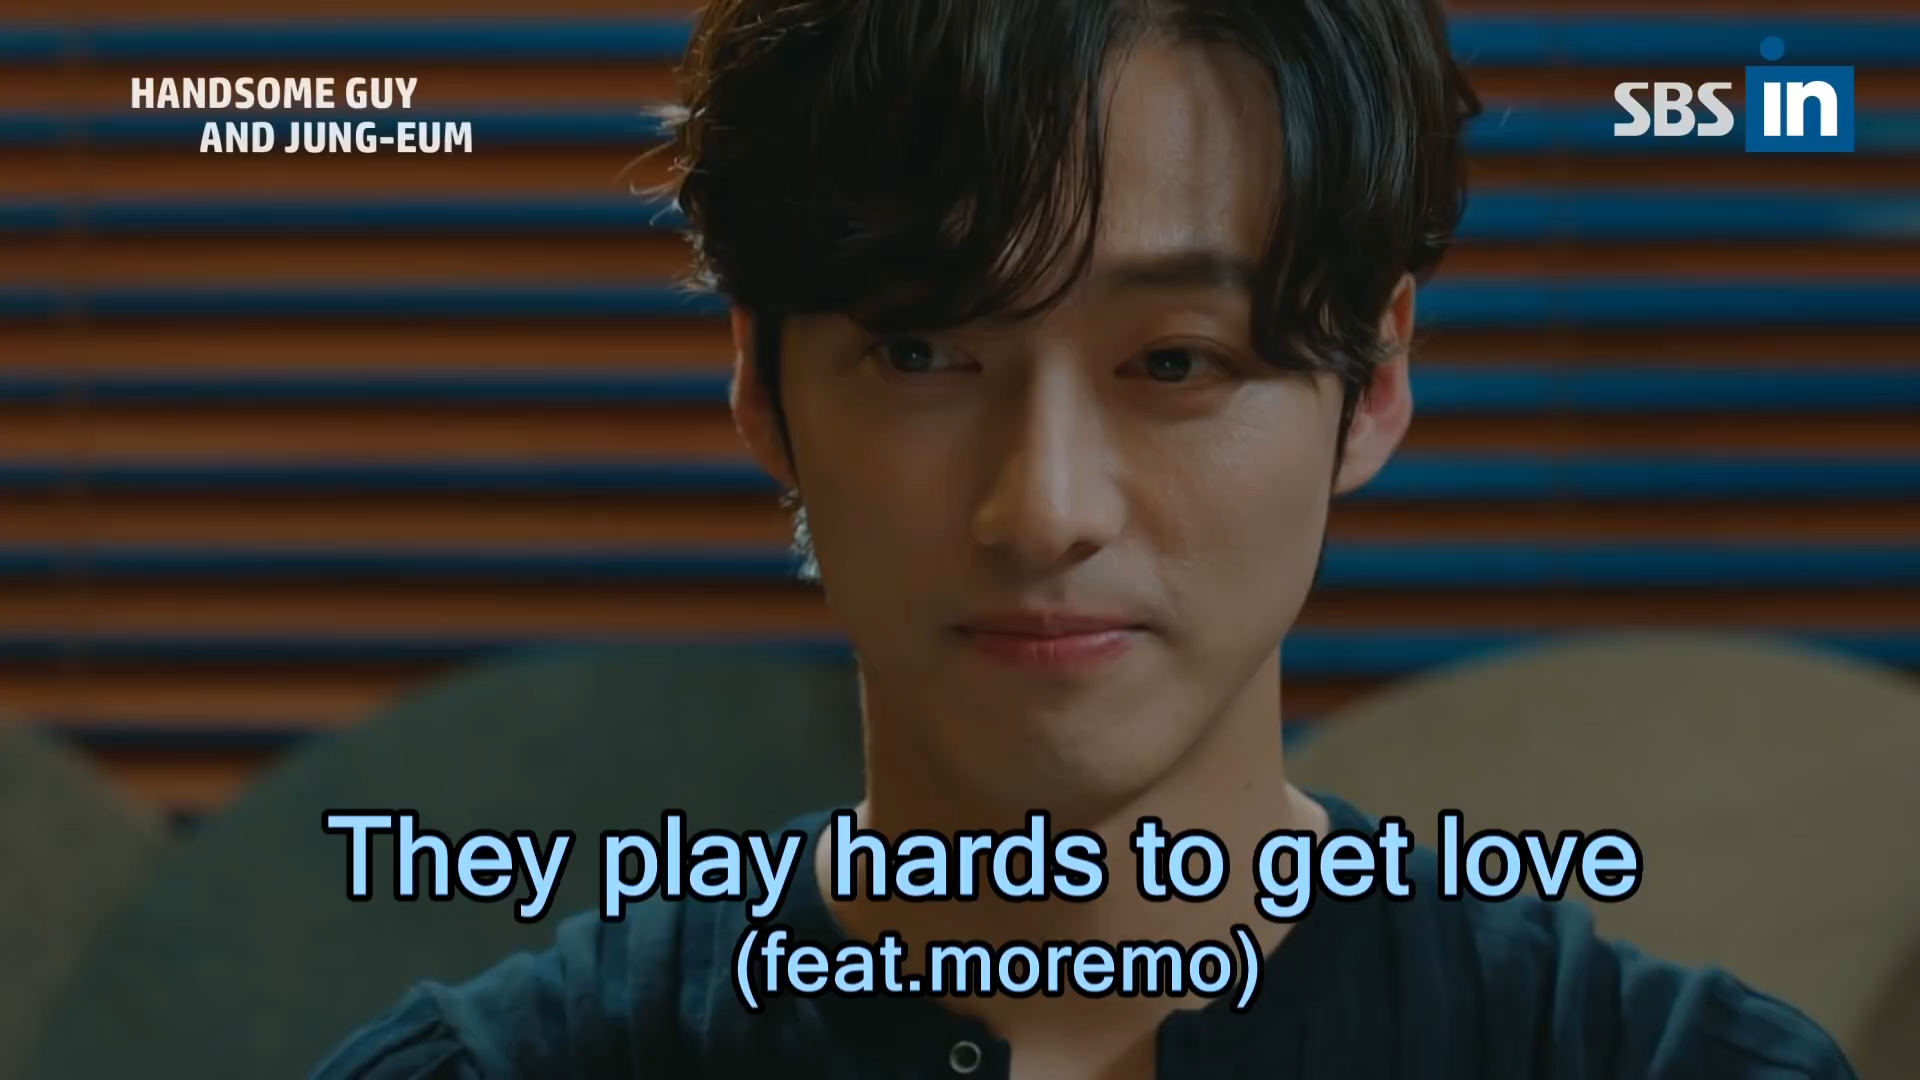 HANDSOME GUY
AND JUNG-EUM
SBS in
They play hards to get love
(feat.moremo)